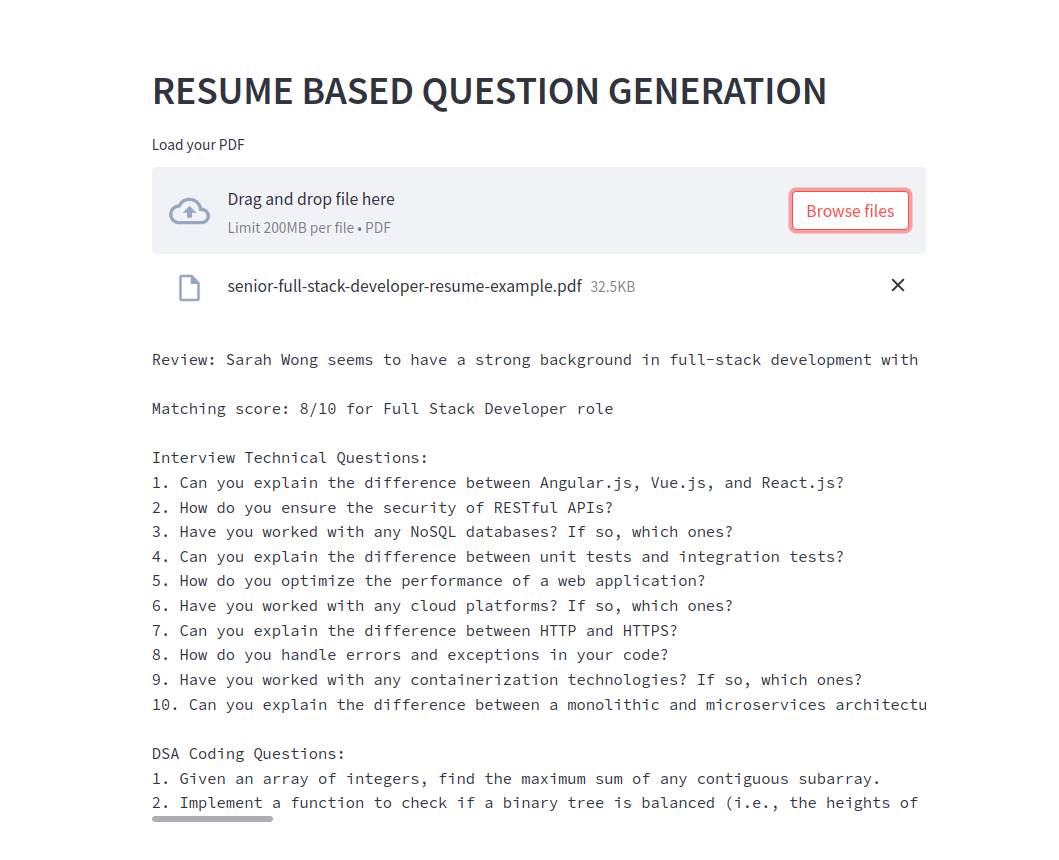 RESUME BASED QUESTION GENERATION
Load your PDF
Drag and drop file here
Limit 200MB per file • PDF
Browse files
senior-full-stack-developer-resume-example.pdf 32.5KB
Review: Sarah Wong seems to have a strong background in full-stack development with
Matching score: 8/10 for Full Stack Developer role
Interview Technical Questions:
1. Can you explain the difference between Angular.js, Vue.js, and React.js?
2. How do you ensure the security of RESTful APIs?
3. Have you worked with any NoSQL databases? If so, which ones?
4. Can you explain the difference between unit tests and integration tests?
5. How do you optimize the performance of a web application?
6. Have you worked with any cloud platforms? If so, which ones?
7. Can you explain the difference between HTTP and HTTPS?
8. How do you handle errors and exceptions in your code?
9. Have you worked with any containerization technologies? If so, which ones?
10. Can you explain the difference between a monolithic and microservices architectu
DSA Coding Questions:
1. Given an array of integers, find the maximum sum of any contiguous subarray.
2. Implement a function to check if a binary tree is balanced (i.e., the heights of